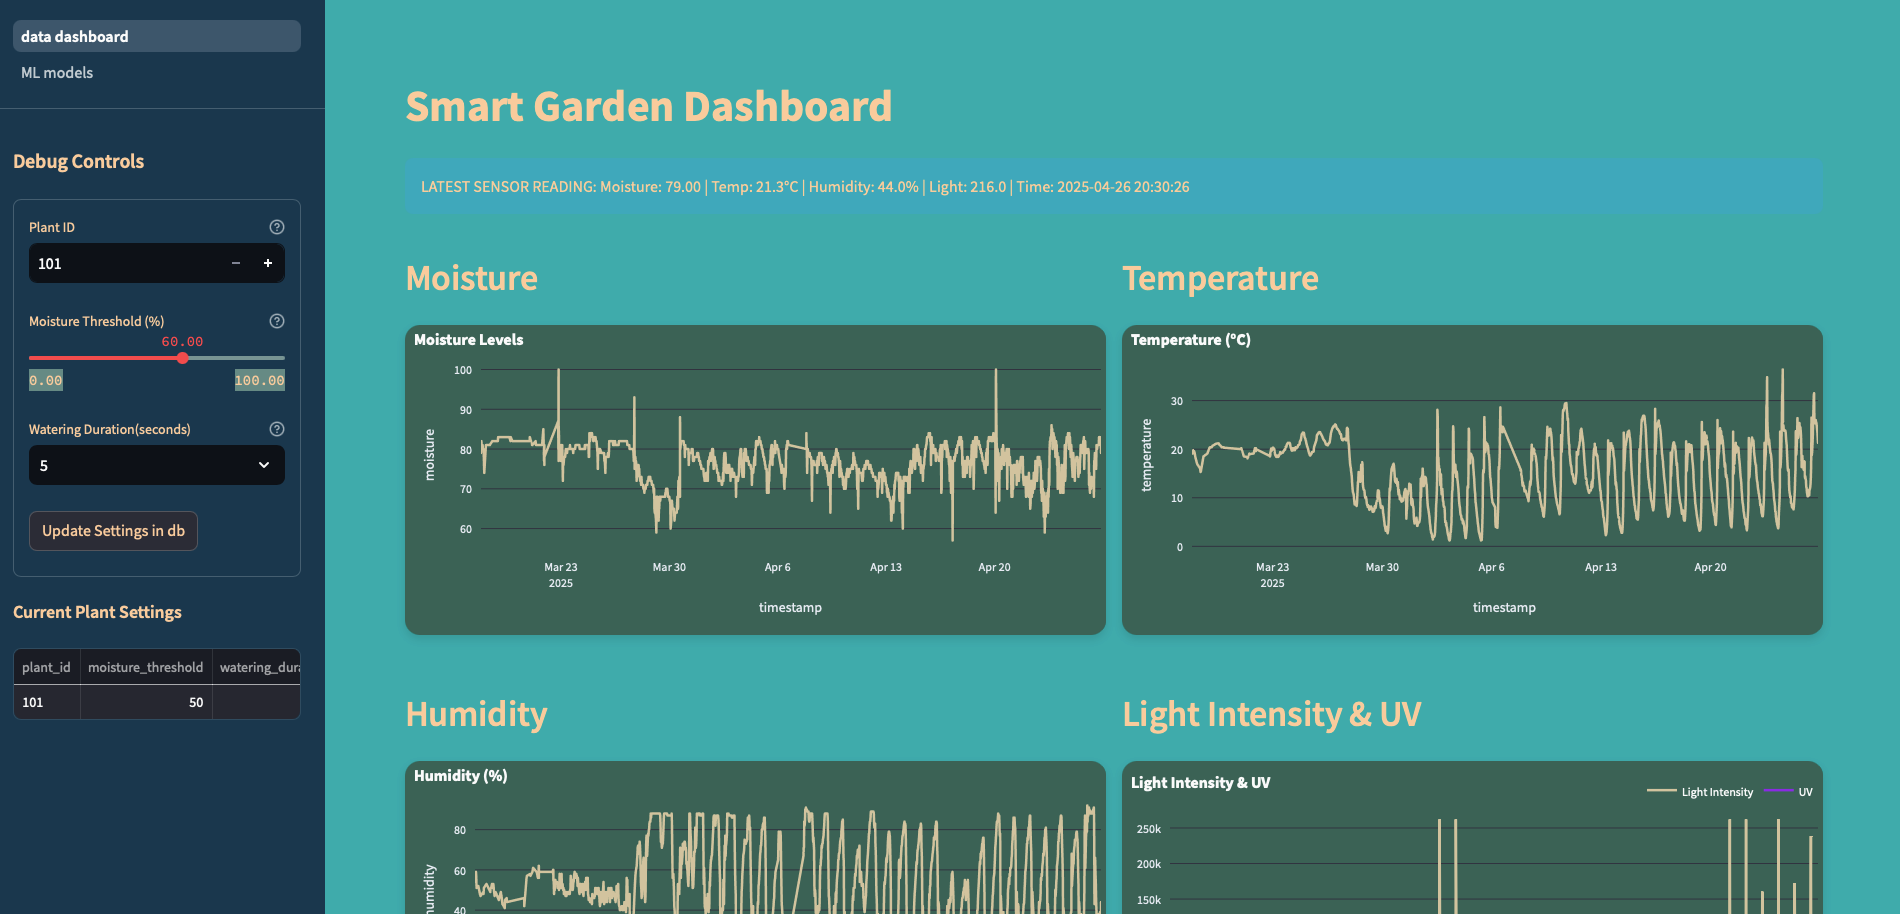 data dashboard
ML models
Debug Controls
Plant ID
101
Moisture Threshold (%)
60.00
0.00 100.00
Watering Duration(seconds)
5
Update Settings in db
Current Plant Settings
plant_id moisture_threshold watering_dura
101 50
Smart Garden Dashboard
LATEST SENSOR READING: Moisture: 79.00 | Temp: 21.3°C | Humidity: 44.0% | Light: 216.0 | Time: 2025-04-26 20:30:26
Moisture
Moisture Levels
moisture
100
90
80
70
60
Mar 23 Mar 30 Apr 6 Apr 13 Apr 20
2025
timestamp
Temperature
Temperature (°C)
temperature
30
20
10
0
Mar 23 Mar 30 Apr 6 Apr 13 Apr 20
2025
timestamp
Humidity
Humidity (%)
humidity
80
60
40
Light Intensity & UV
Light Intensity & UV
Light Intensity UV
250k
200k
150k